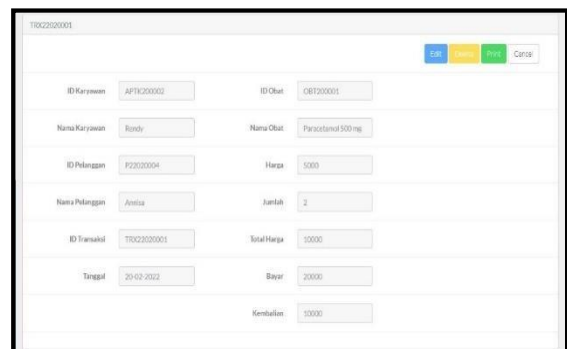 TRX22020001
Edit Delete Print Cancel
ID Karyawan APTK200002 ID Obat OBT200001
Nama Karyawan Rendy Nama Obat Paracetamol 500 mg
ID Pelanggan P22020004 Harga 5000
Nama Pelanggan Annisa Jumlah 2
ID Transaksi TRX22020001 Total Harga 10000
Tanggal 20-02-2022 Bayar 20000
Kembalian 10000